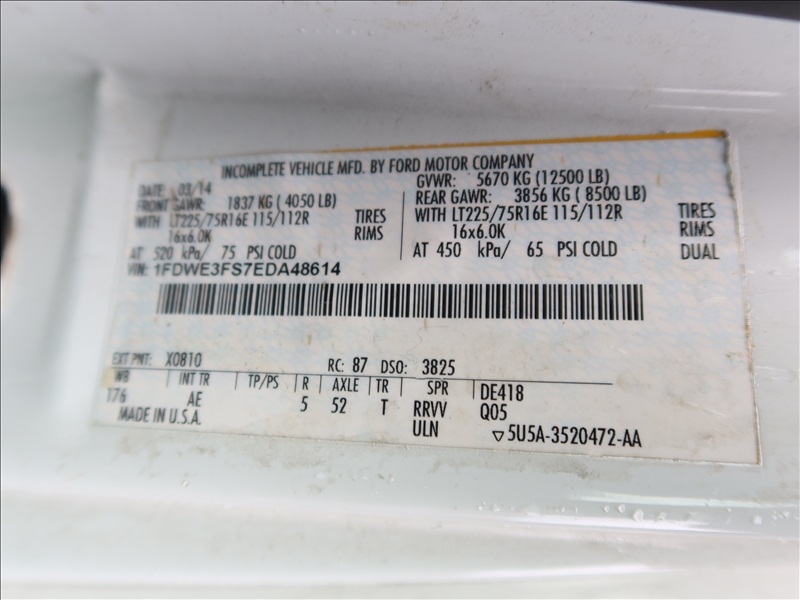 INCOMPLETE VEHICLE MFD. BY FORD MOTOR COMPANY
DATE: 03/14 GVWR: 5670 KG (12500 LB)
FRONT GAWR: 1837 KG ( 4050 LB) REAR GAWR: 3856 KG ( 8500 LB)
WITH LT225/75R16E 115/112R TIRES WITH LT225/75R16E 115/112R TIRES
16x6.0K RIMS 16x6.0K RIMS
AT 520 kPa/ 75 PSI COLD AT 450 kPa/ 65 PSI COLD DUAL
VIN: 1FDWE3FS7EDA48614
EXT PNT: XO810 RC: 87 DSO: 3825
WB INT TR TP/PS R AXLE TR SPR DE418
176 AE 5 52 T RRVV Q05
MADE IN U.S.A. ULN ▽5U5A-3520472-AA